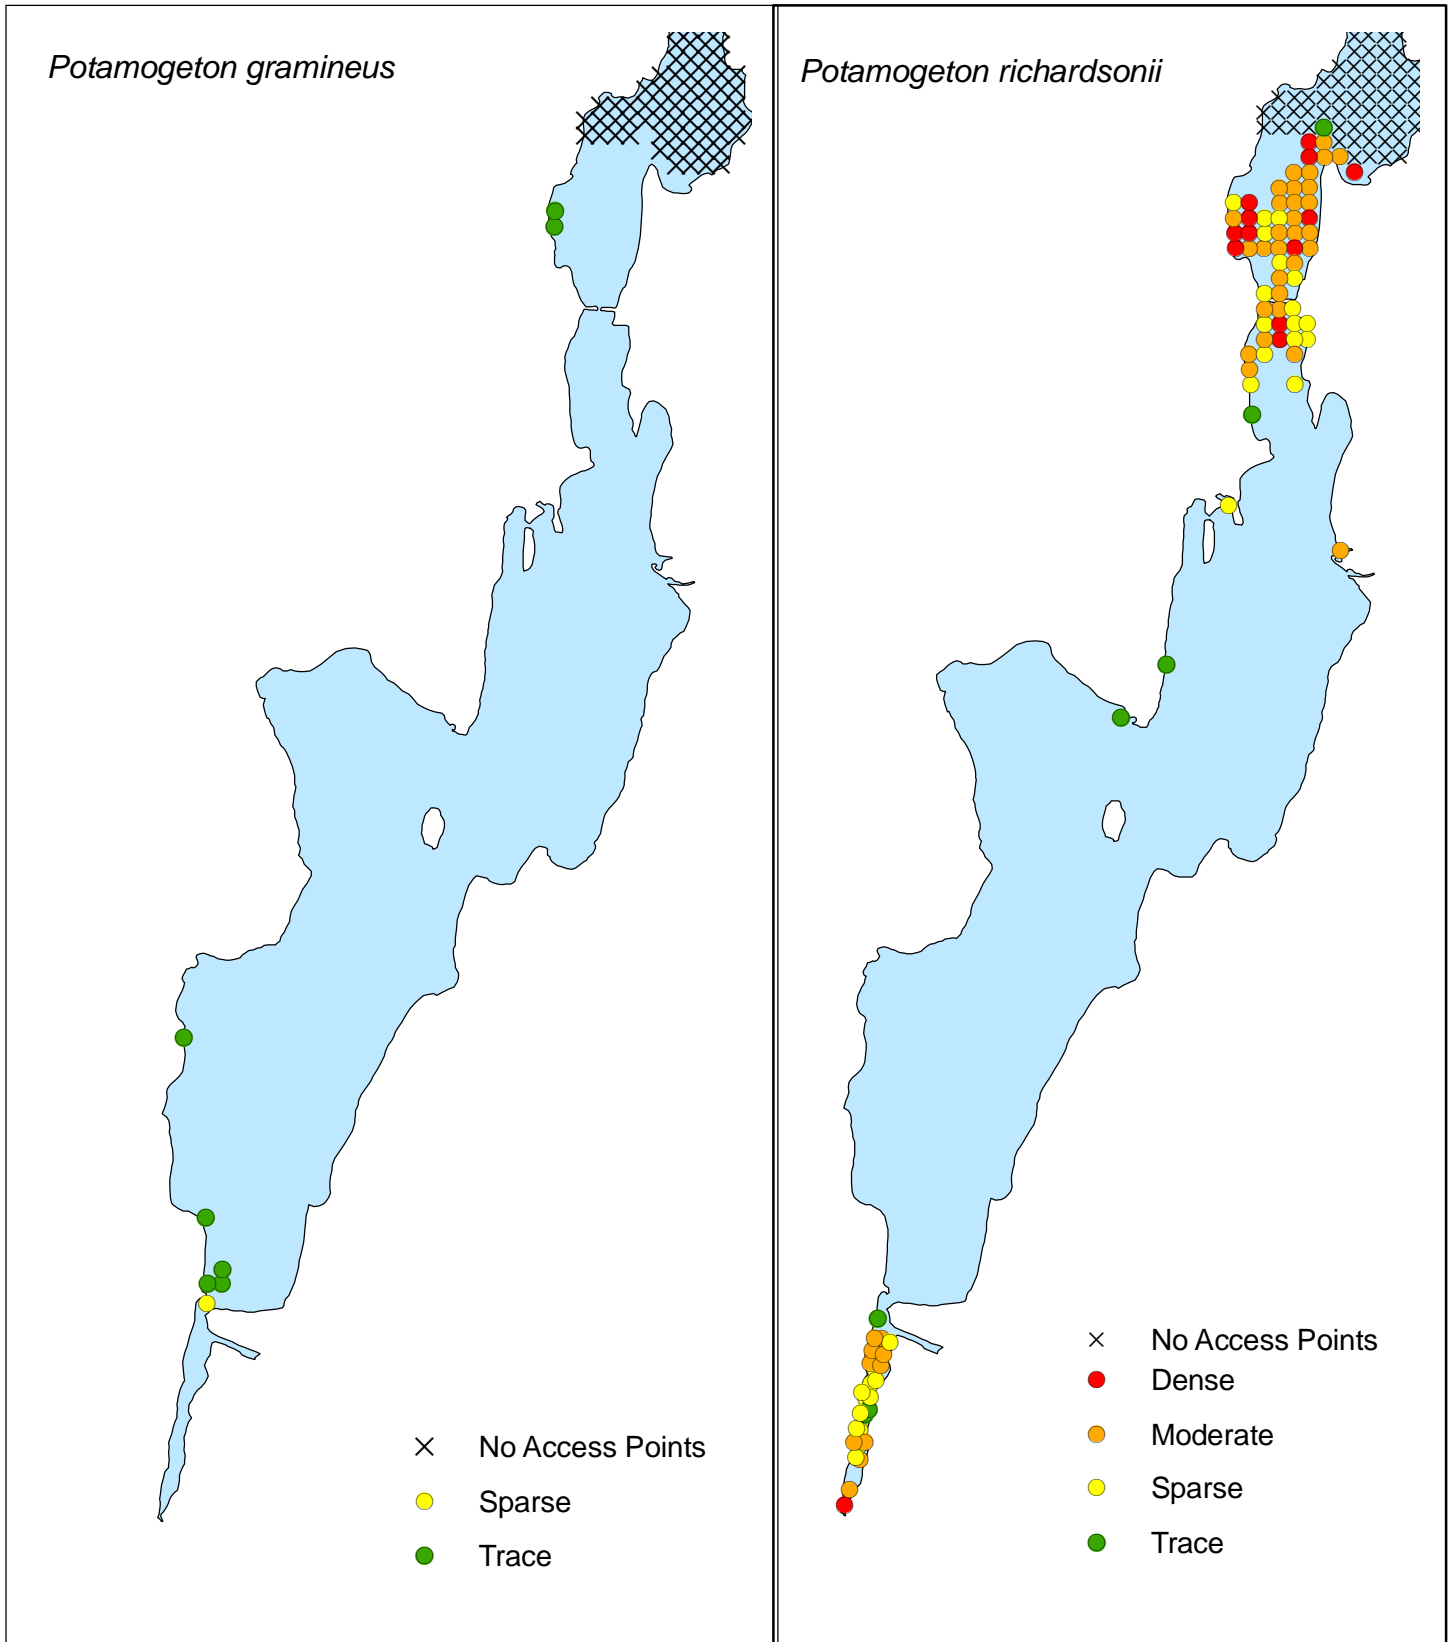 Potamogeton gramineus
No Access Points
Sparse
Trace
Potamogeton richardsonii
No Access Points
Dense
Moderate
Sparse
Trace